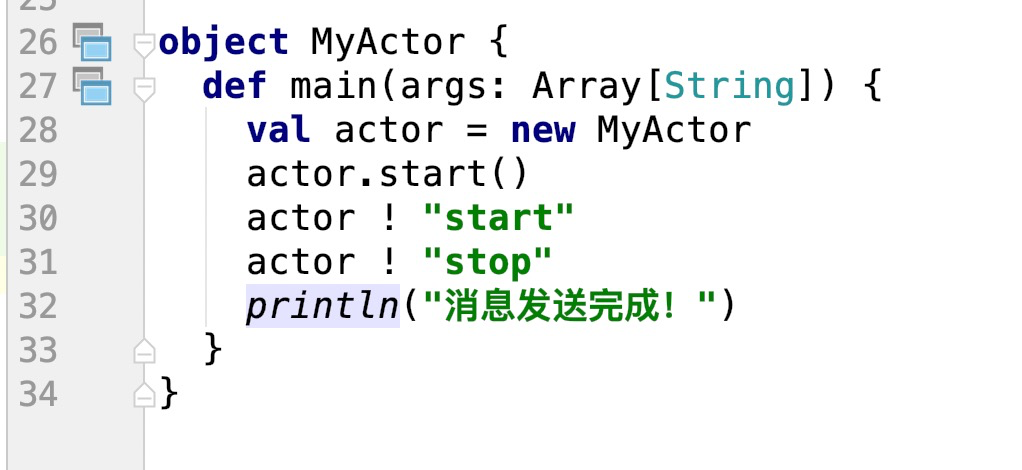 25
26 object MyActor {
27 def main(args: Array[String]) {
28 val actor = new MyActor
29 actor.start()
30 actor ! "start"
31 actor ! "stop"
32 println("消息发送完成！")
33 }
34 }